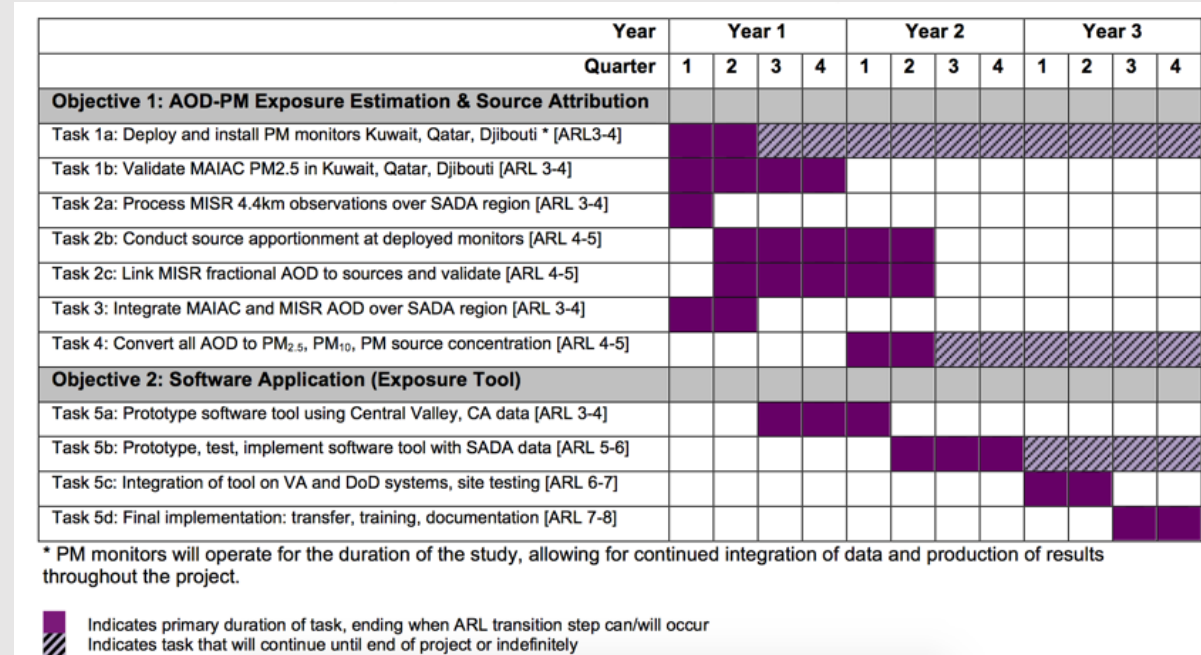 Year Year 1 Year 2 Year 3
Quarter 1 2 3 4 1 2 3 4 1 2 3 4
Objective 1: AOD-PM Exposure Estimation & Source Attribution
Task 1a: Deploy and install PM monitors Kuwait, Qatar, Djibouti * [ARL3-4]
Task 1b: Validate MAIAC PM2.5 in Kuwait, Qatar, Djibouti [ARL 3-4]
Task 2a: Process MISR 4.4km observations over SADA region [ARL 3-4]
Task 2b: Conduct source apportionment at deployed monitors [ARL 4-5]
Task 2c: Link MISR fractional AOD to sources and validate [ARL 4-5]
Task 3: Integrate MAIAC and MISR AOD over SADA region [ARL 3-4]
Task 4: Convert all AOD to PM₂.₅, PM₁₀, PM source concentration [ARL 4-5]
Objective 2: Software Application (Exposure Tool)
Task 5a: Prototype software tool using Central Valley, CA data [ARL 3-4]
Task 5b: Prototype, test, implement software tool with SADA data [ARL 5-6]
Task 5c: Integration of tool on VA and DoD systems, site testing [ARL 6-7]
Task 5d: Final implementation: transfer, training, documentation [ARL 7-8]
* PM monitors will operate for the duration of the study, allowing for continued integration of data and production of results
throughout the project.
Indicates primary duration of task, ending when ARL transition step can/will occur
Indicates task that will continue until end of project or indefinitely